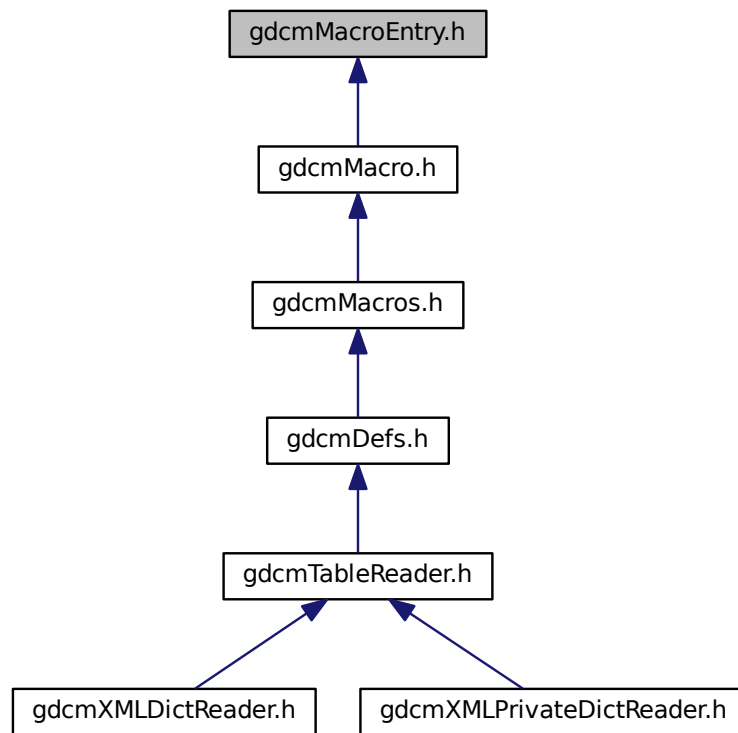 gdcmMacroEntry.h
gdcmMacro.h
gdcmMacros.h
gdcmDefs.h
gdcmTableReader.h
gdcmXMLDictReader.h
gdcmXMLPrivateDictReader.h